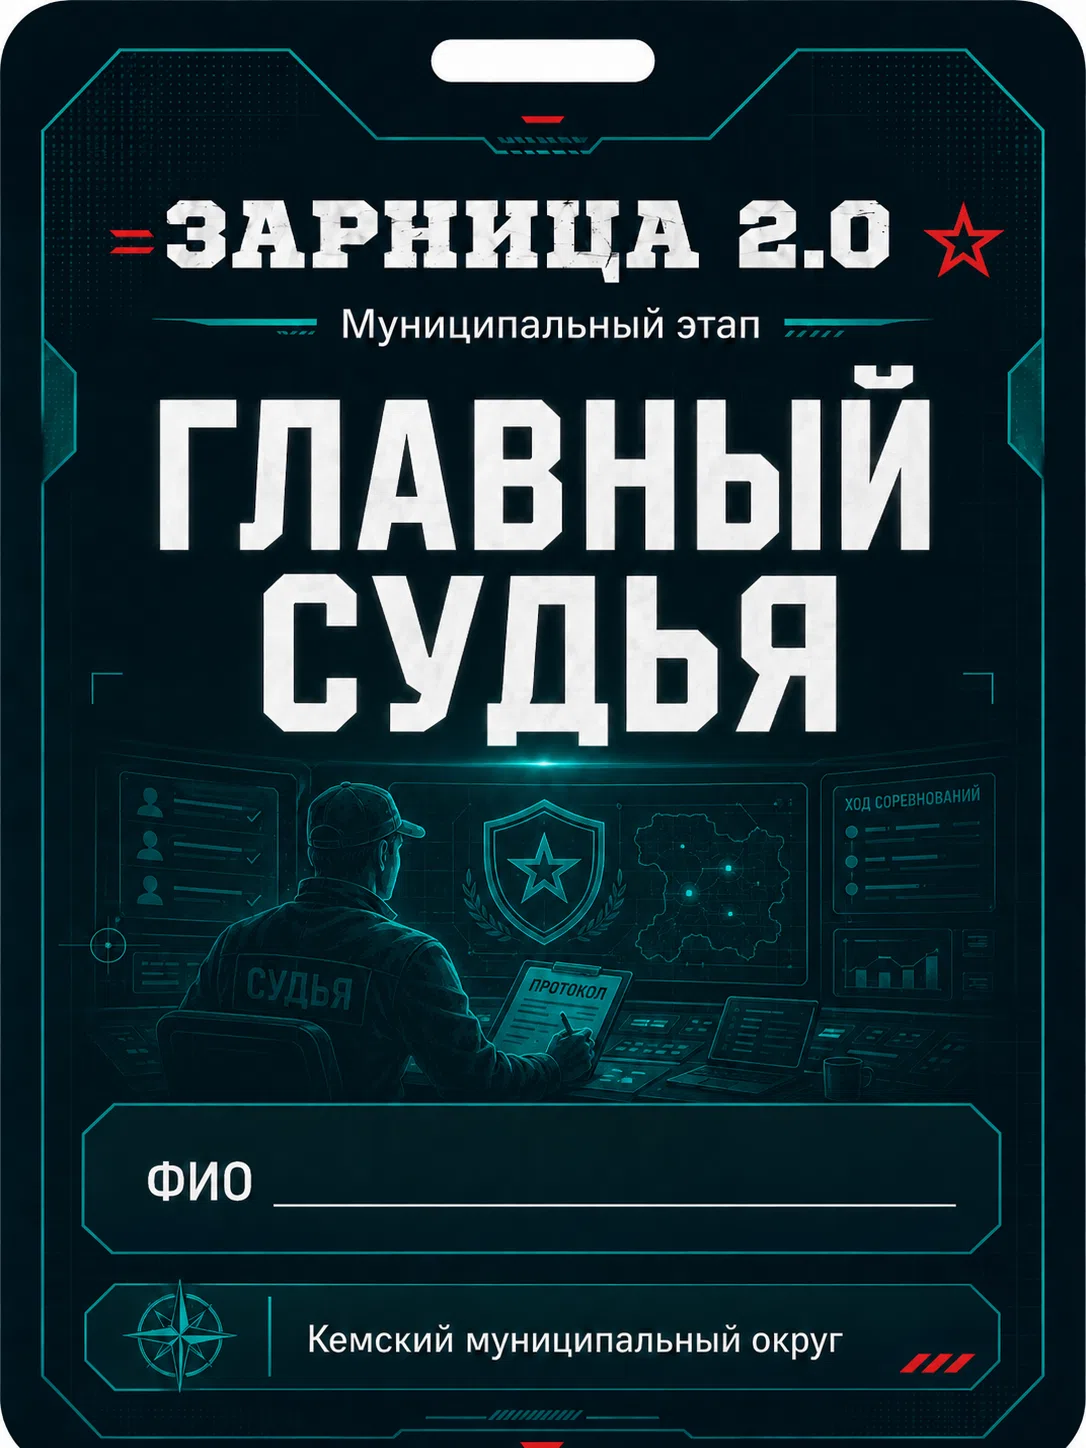 ЗАРНИЦА 2.0
Муниципальный этап
ГЛАВНЫЙ
СУДЬЯ
ХОД СОРЕВНОВАНИЙ
СУДЬЯ
ПРОТОКОЛ
ФИО
Кемский муниципальный округ